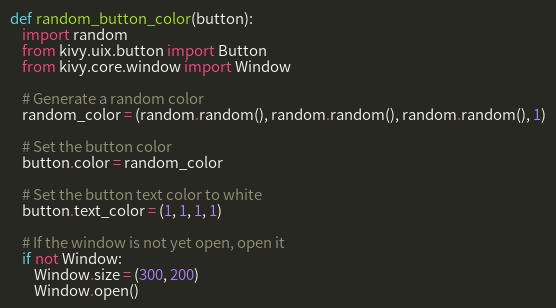 def random_button_color(button):
    import random
    from kivy.uix.button import Button
    from kivy.core.window import Window

    # Generate a random color
    random_color = (random.random(), random.random(), random.random(), 1)

    # Set the button color
    button.color = random_color

    # Set the button text color to white
    button.text_color = (1, 1, 1, 1)

    # If the window is not yet open, open it
    if not Window:
        Window.size = (300, 200)
        Window.open()